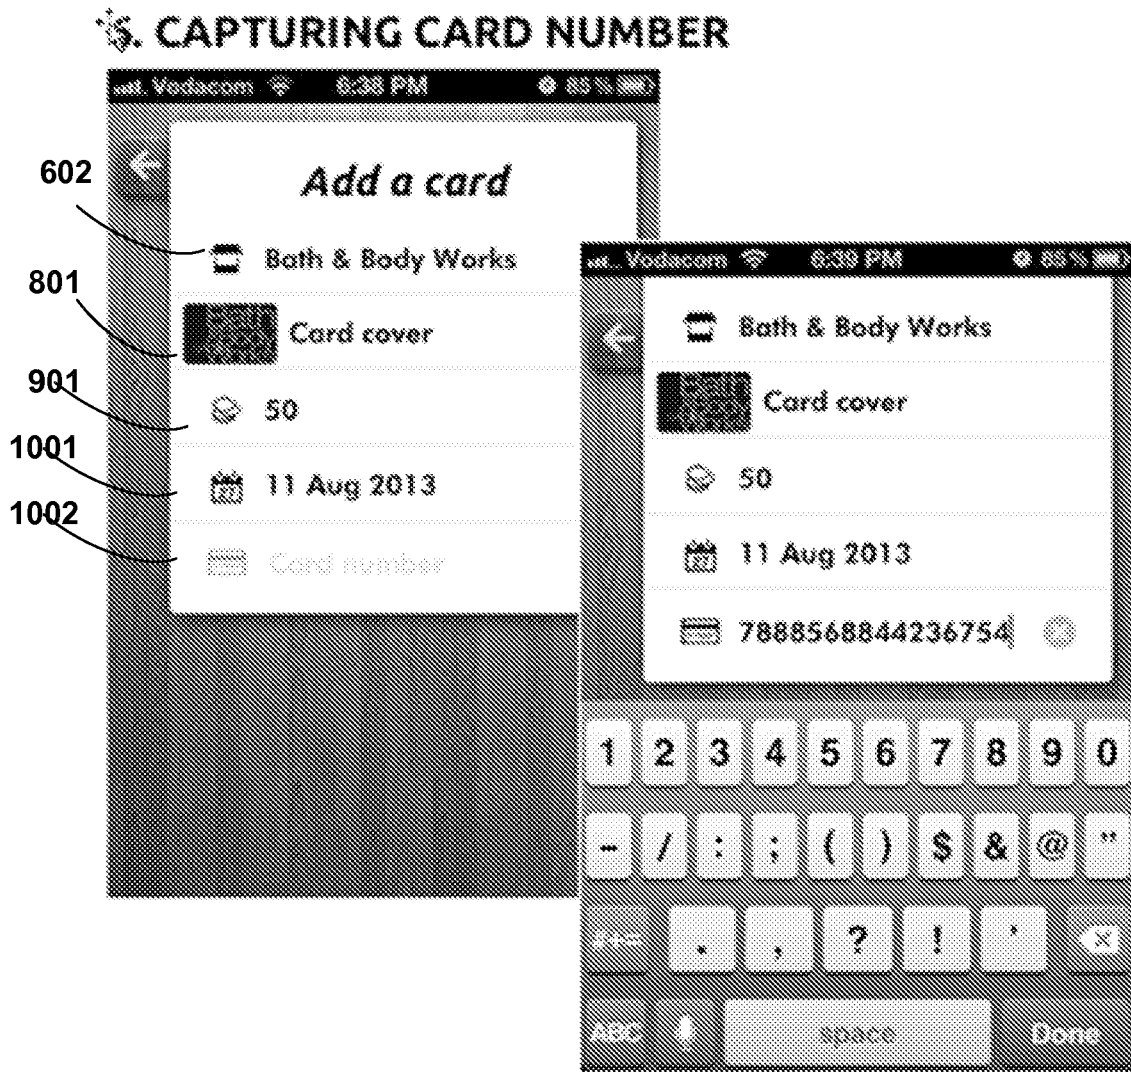 5. CAPTURING CARD NUMBER
Vodacom 6:38 PM 85%
602
Add a card
Bath & Body Works
801
Card cover
901
50
1001
11 Aug 2013
1002
Card number
Vodacom 6:39 PM 85%
Bath & Body Works
Card cover
50
11 Aug 2013
7888568844236754
1 2 3 4 5 6 7 8 9 0
- / : ; ( ) $ & @ "
#+= . , ? ! '
ABC space Done